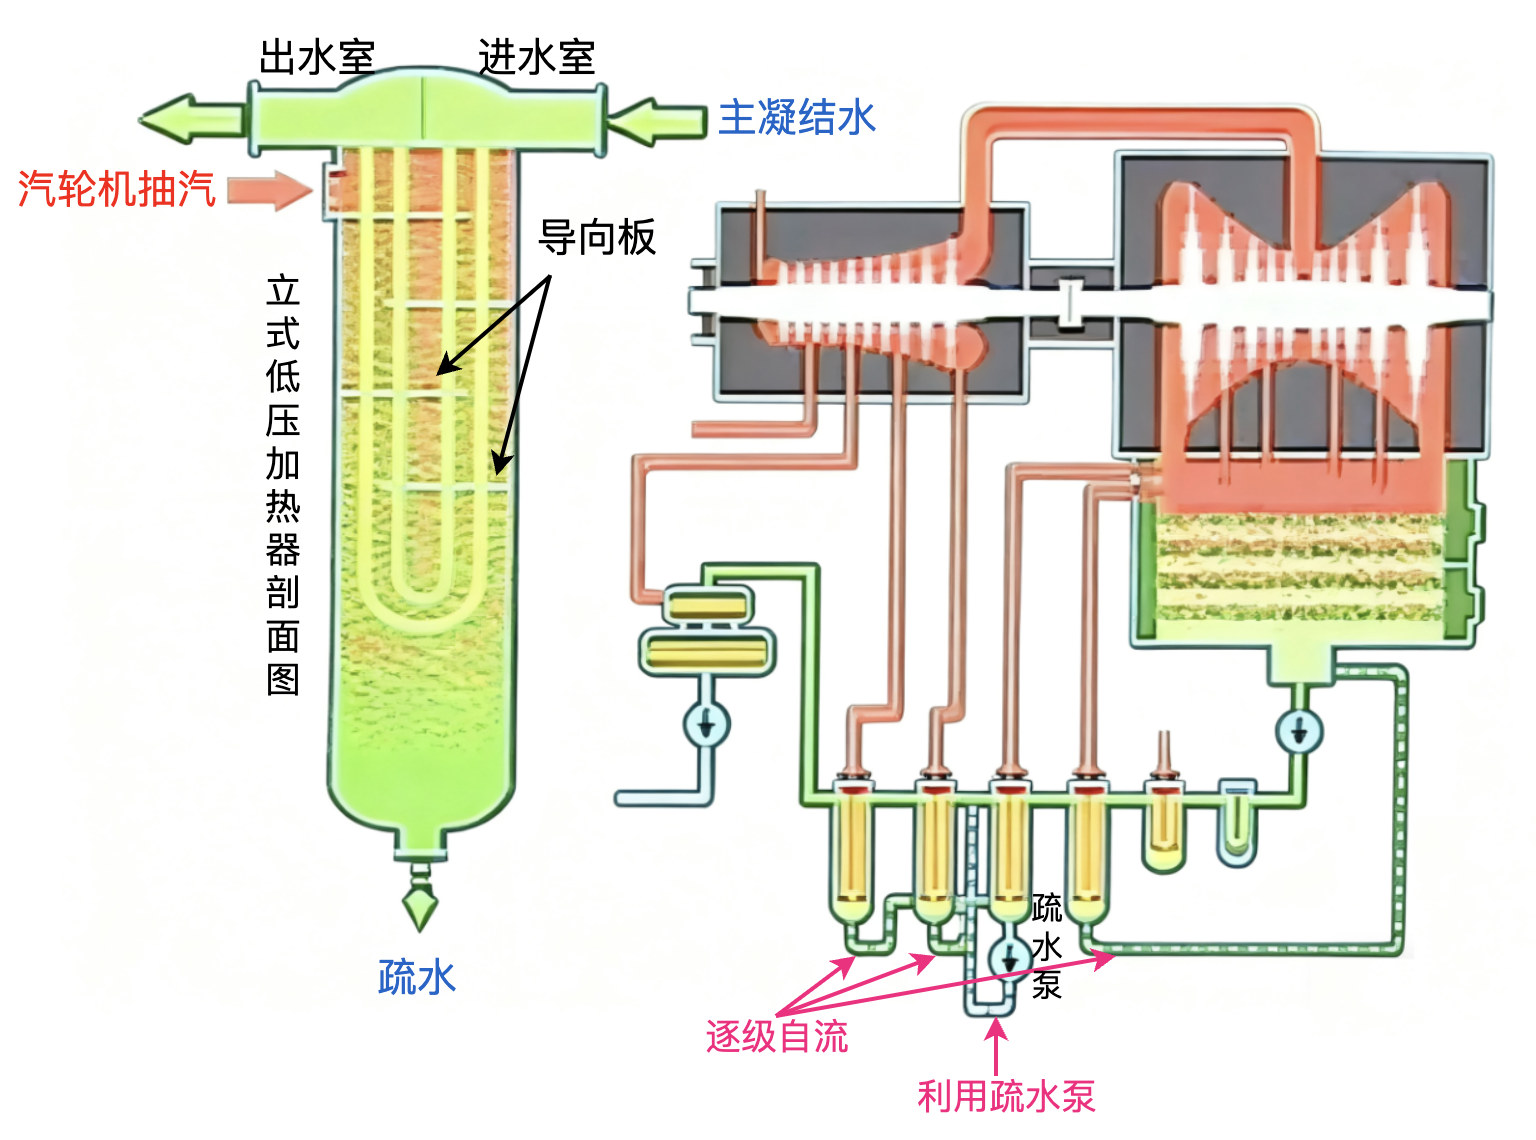 出水室
进水室
主凝结水
汽轮机抽汽
导向板
立式低压加热器剖面图
疏水
疏水泵
逐级自流
利用疏水泵